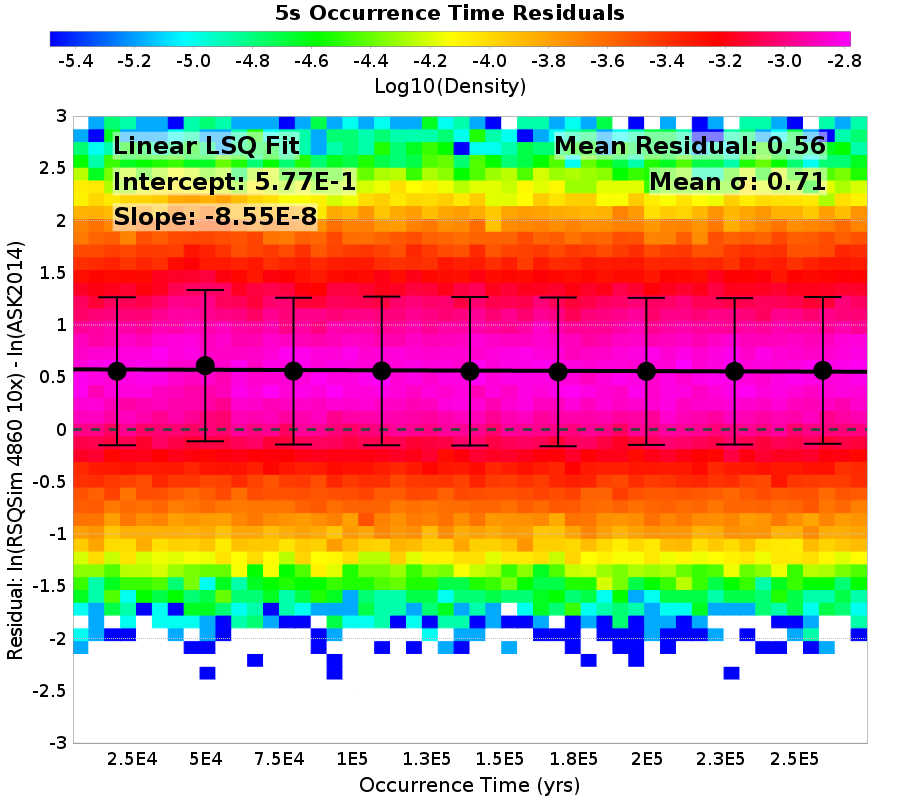 5s Occurrence Time Residuals
-5.4 -5.2 -5.0 -4.8 -4.6 -4.4 -4.2 -4.0 -3.8 -3.6 -3.4 -3.2 -3.0 -2.8
Log10(Density)
Residual: ln(RSQSim 4860 10x) - ln(ASK2014)
3
2.5
2
1.5
1
0.5
0
-0.5
-1
-1.5
-2
-2.5
-3
Linear LSQ Fit
Intercept: 5.77E-1
Slope: -8.55E-8
Mean Residual: 0.56
Mean σ: 0.71
2.5E4 5E4 7.5E4 1E5 1.3E5 1.5E5 1.8E5 2E5 2.3E5 2.5E5
Occurrence Time (yrs)